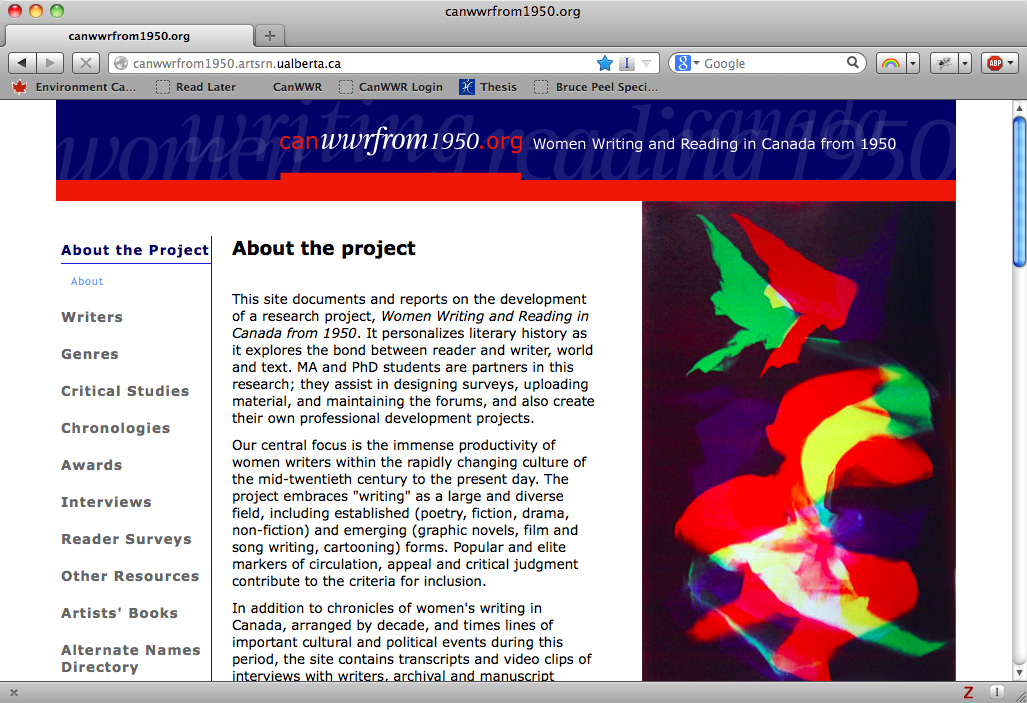 canwwrfrom1950.org
canwwrfrom1950.org
canwwrfrom1950.artsrn.ualberta.ca
Google
ABP
Environment Ca...
Read Later
CanWWR
CanWWR Login
Thesis
Bruce Peel Speci...
women writing reading canada 1950
canwwrfrom1950.org Women Writing and Reading in Canada from 1950
About the Project
About
Writers
Genres
Critical Studies
Chronologies
Awards
Interviews
Reader Surveys
Other Resources
Artists' Books
Alternate Names
Directory
About the project
This site documents and reports on the development
of a research project, Women Writing and Reading in
Canada from 1950. It personalizes literary history as
it explores the bond between reader and writer, world
and text. MA and PhD students are partners in this
research; they assist in designing surveys, uploading
material, and maintaining the forums, and also create
their own professional development projects.
Our central focus is the immense productivity of
women writers within the rapidly changing culture of
the mid-twentieth century to the present day. The
project embraces "writing" as a large and diverse
field, including established (poetry, fiction, drama,
non-fiction) and emerging (graphic novels, film and
song writing, cartooning) forms. Popular and elite
markers of circulation, appeal and critical judgment
contribute to the criteria for inclusion.
In addition to chronicles of women's writing in
Canada, arranged by decade, and times lines of
important cultural and political events during this
period, the site contains transcripts and video clips of
interviews with writers, archival and manuscript
Z
I